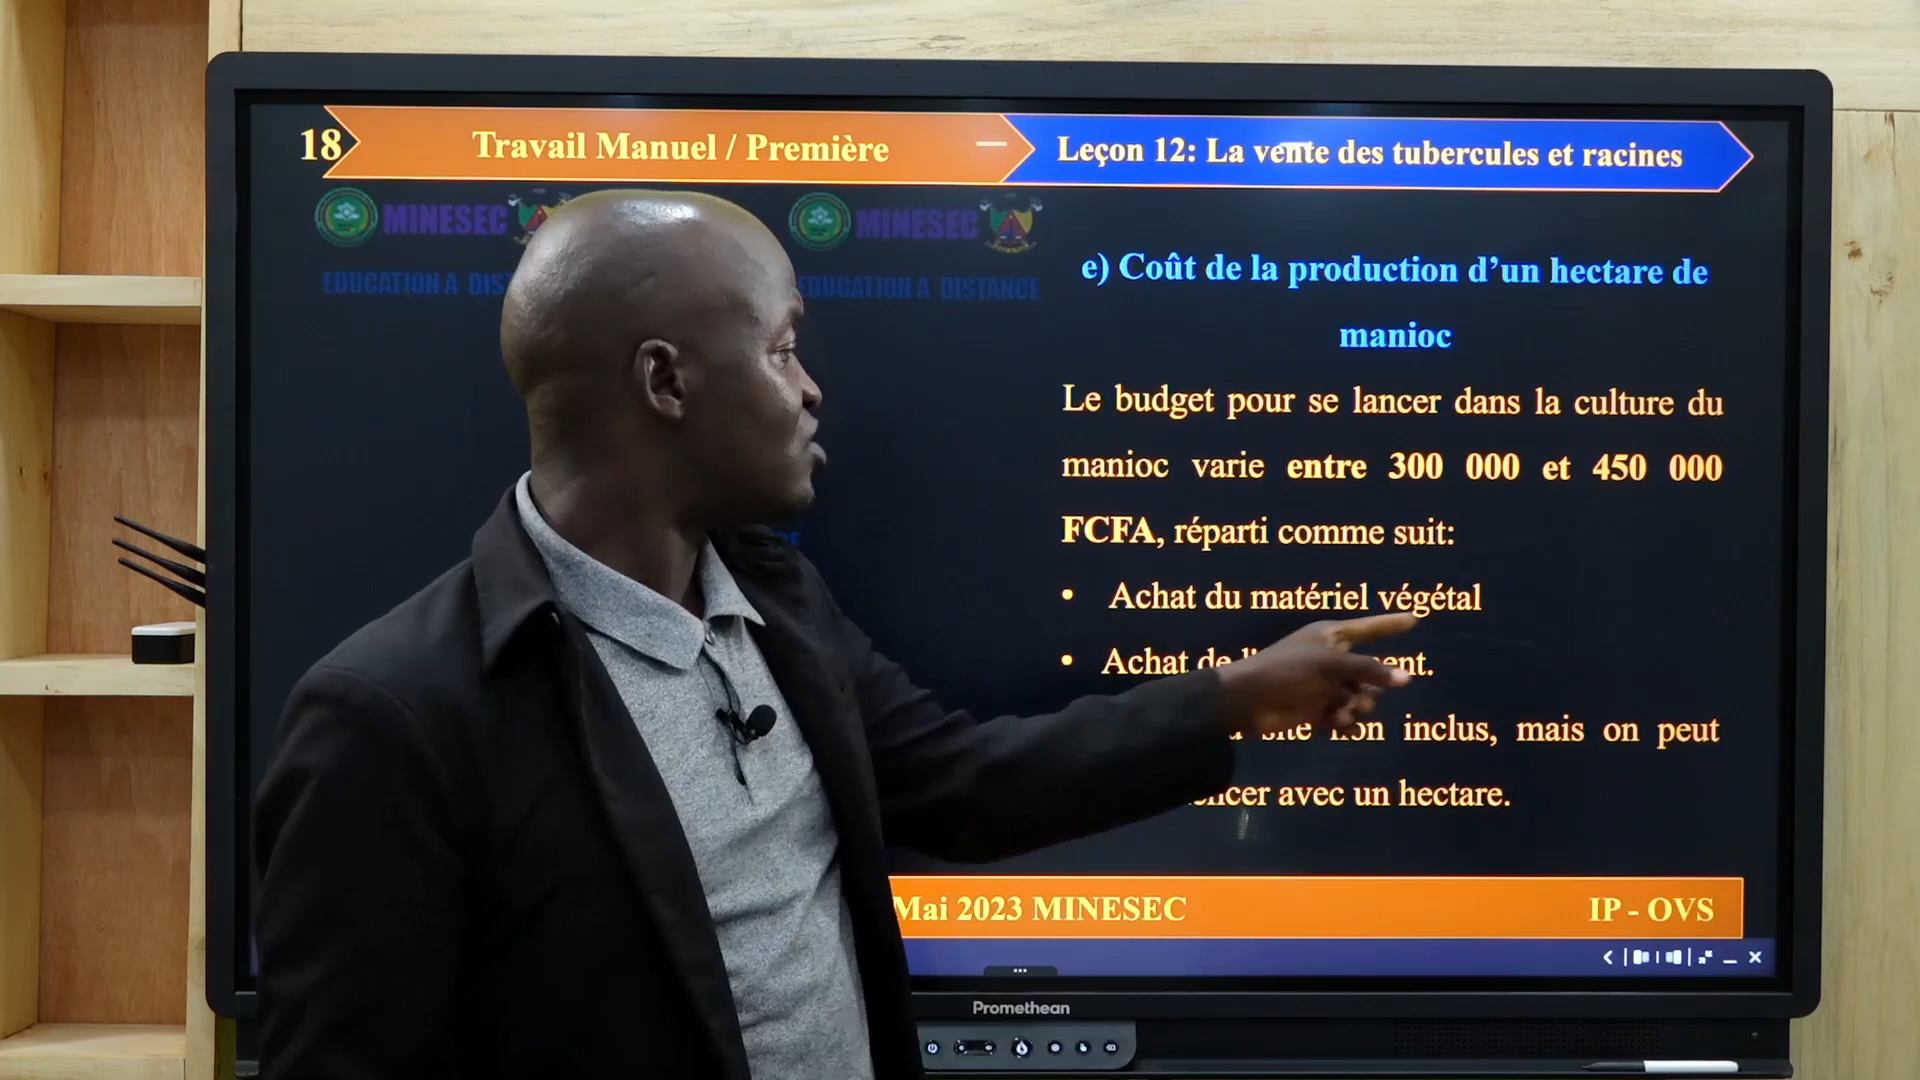 18
Travail Manuel / Première
Leçon 12: La vente des tubercules et racines
MINESEC
MINESEC
EDUCATION A
EDUCATION A DISTANCE
e) Coût de la production d’un hectare de
manioc
Le budget pour se lancer dans la culture du
manioc varie entre 300 000 et 450 000
FCFA, réparti comme suit:
• Achat du matériel végétal
• Achat de
site non inclus, mais on peut
avec un hectare.
Mai 2023 MINESEC
IP - OVS
Promethean